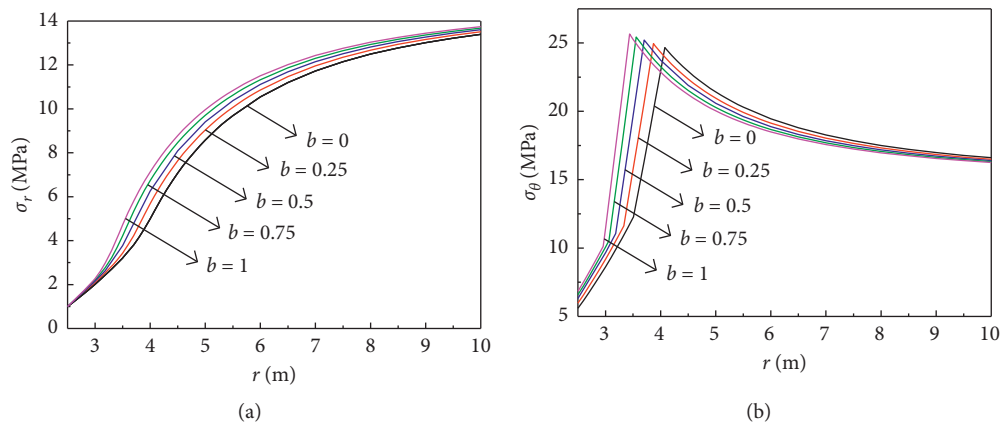 14
12
10
8
6
4
2
0
σr (MPa)
b = 0
b = 0.25
b = 0.5
b = 0.75
b = 1
3 4 5 6 7 8 9 10
r (m)
(a)
25
20
15
10
5
σθ (MPa)
b = 0
b = 0.25
b = 0.5
b = 0.75
b = 1
3 4 5 6 7 8 9 10
r (m)
(b)